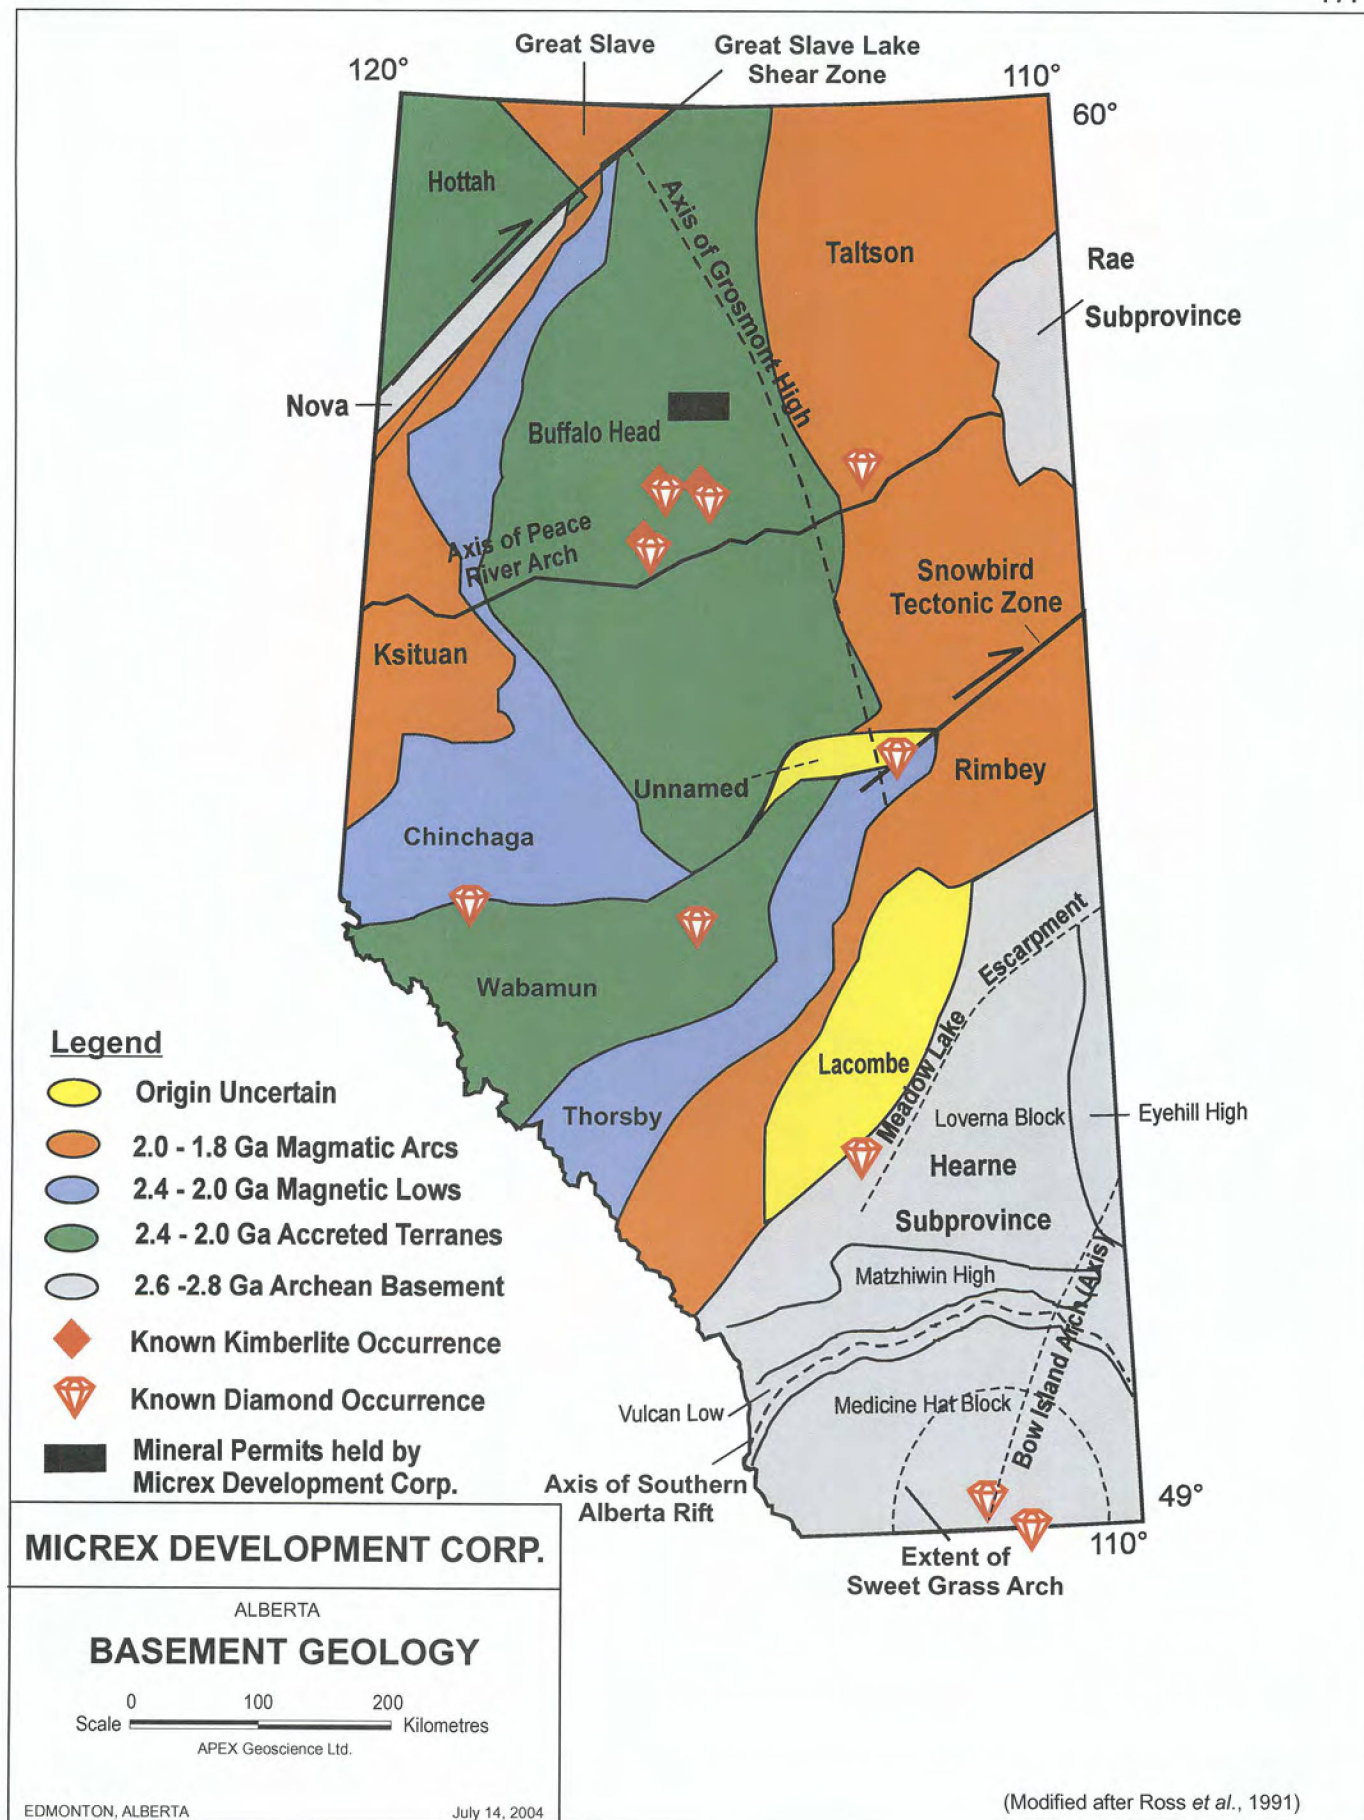 Great Slave
Great Slave Lake
Shear Zone
120°
110°
60°
Hottah
Axis of Grosmont High
Taltson
Rae
Subprovince
Nova
Buffalo Head
Axis of Peace
River Arch
Snowbird
Tectonic Zone
Ksituan
Unnamed
Rimbey
Chinchaga
Escarpment
Wabamun
Meadow Lake
Lacombe
Thorsby
Loverna Block
Eyehill High
Hearne
Subprovince
Matzhiwin High
Bow Island Arch (Axis)
Vulcan Low
Medicine Hat Block
Axis of Southern
Alberta Rift
49°
110°
Extent of
Sweet Grass Arch
Legend
Origin Uncertain
2.0 - 1.8 Ga Magmatic Arcs
2.4 - 2.0 Ga Magnetic Lows
2.4 - 2.0 Ga Accreted Terranes
2.6 -2.8 Ga Archean Basement
Known Kimberlite Occurrence
Known Diamond Occurrence
Mineral Permits held by
Micrex Development Corp.
MICREX DEVELOPMENT CORP.
ALBERTA
BASEMENT GEOLOGY
0 100 200
Scale Kilometres
APEX Geoscience Ltd.
EDMONTON, ALBERTA July 14, 2004
(Modified after Ross et al., 1991)